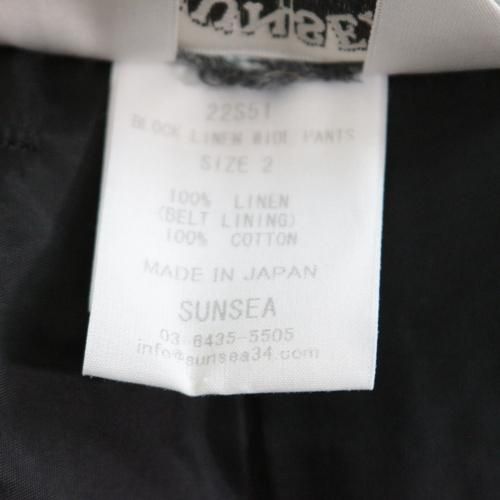 SUNSEA
22S51
BLOCK LINEN WIDE PANTS
SIZE 2
100% LINEN
(BELT LINING)
100% COTTON
MADE IN JAPAN
SUNSEA
03-6435-5505
info@sunsea34.com